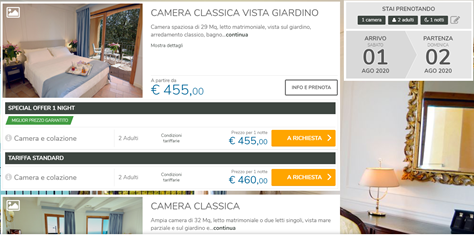 CAMERA CLASSICA VISTA GIARDINO
Camera spaziosa di 29 Mq, letto matrimoniale, vista sul giardino,
arredamento classico, bagno...continua
Mostra dettagli
A partire da
€ 455,00
INFO E PRENOTA
SPECIAL OFFER 1 NIGHT
MIGLIOR PREZZO GARANTITO
Camera e colazione
2 Adulti
Condizioni
tariffarie
Prezzo per 1 notte
€ 455,00
A RICHIESTA
TARIFFA STANDARD
Camera e colazione
2 Adulti
Condizioni
tariffarie
Prezzo per 1 notte
€ 460,00
A RICHIESTA
CAMERA CLASSICA
Ampia camera di 32 Mq, letto matrimoniale o due letti singoli, vista mare
parziale e sul giardino e...continua
STAI PRENOTANDO
1 camera
2 adulti
1 notti
ARRIVO
SABATO
01
AGO 2020
PARTENZA
DOMENICA
02
AGO 2020